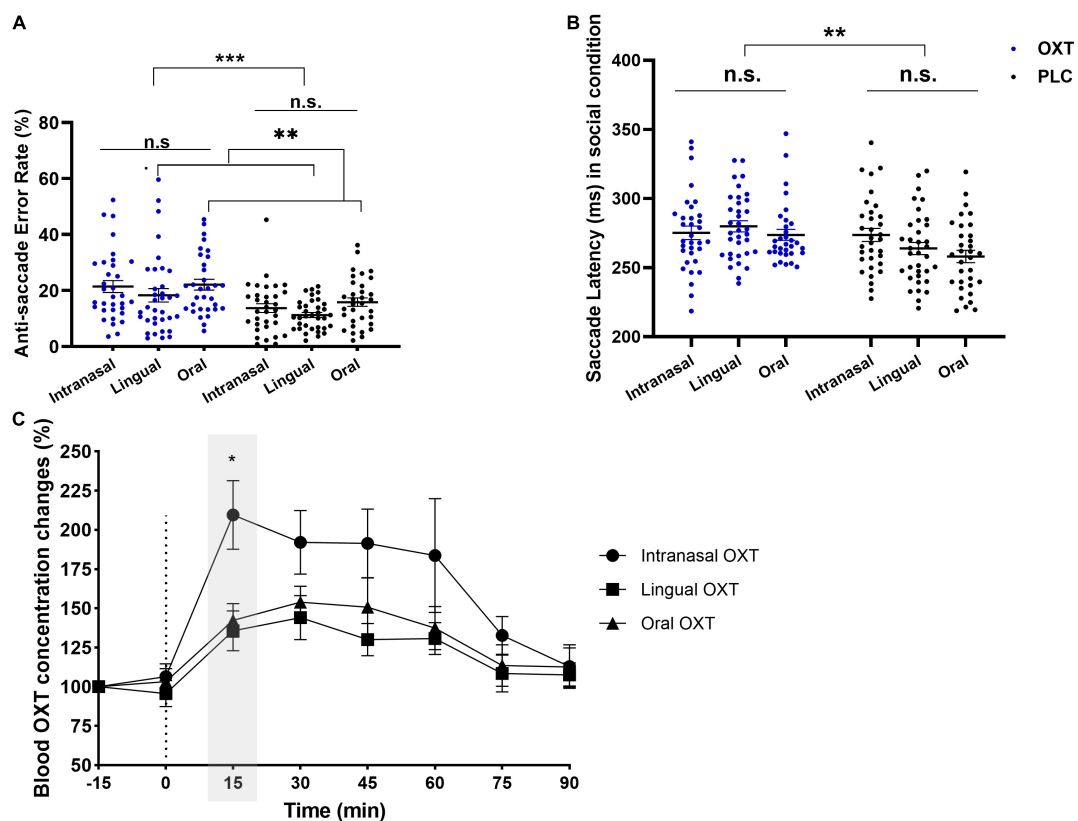 A
***
n.s.
n.s
**
Anti-saccade Error Rate (%)
80
60
40
20
0
Intranasal
Lingual
Oral
Intranasal
Lingual
Oral
B
**
OXT
PLC
n.s.
n.s.
Saccade Latency (ms) in social condition
400
350
300
250
200
Intranasal
Lingual
Oral
Intranasal
Lingual
Oral
C
Blood OXT concentration changes (%)
250
225
200
175
150
125
100
75
50
*
-15 0 15 30 45 60 75 90
Time (min)
Intranasal OXT
Lingual OXT
Oral OXT